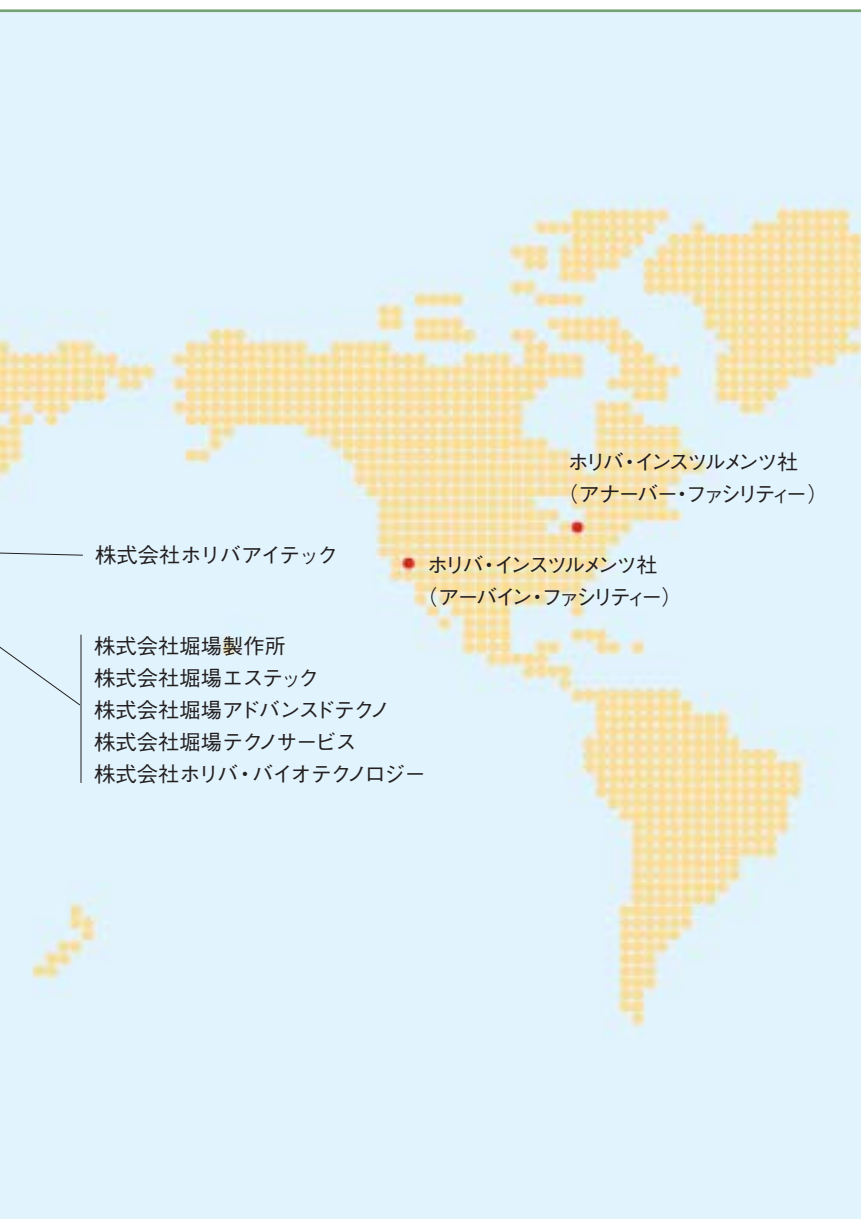 ホリバ・インスツルメンツ社
（アナーバー・ファシリティー）
株式会社ホリバアイテック
ホリバ・インスツルメンツ社
（アーバイン・ファシリティー）
株式会社堀場製作所
株式会社堀場エステック
株式会社堀場アドバンスドテクノ
株式会社堀場テクノサービス
株式会社ホリバ・バイオテクノロジー